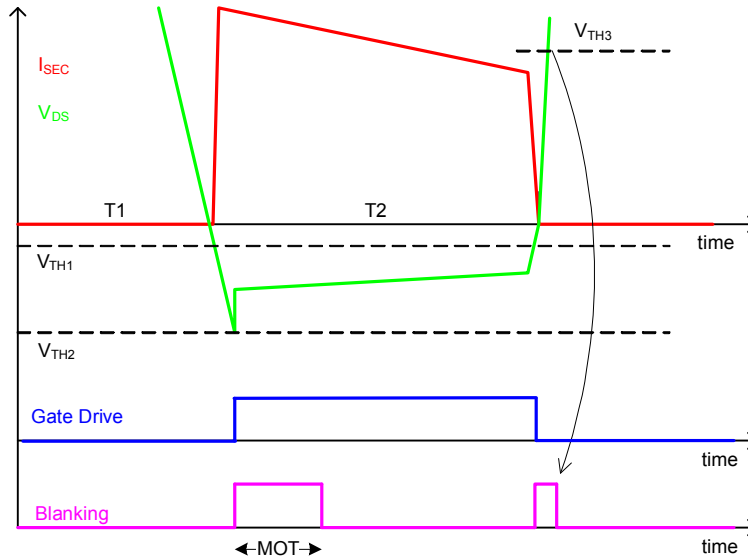 V_TH3
I_SEC
V_DS
T1
T2
time
V_TH1
V_TH2
Gate Drive
time
Blanking
MOT
time